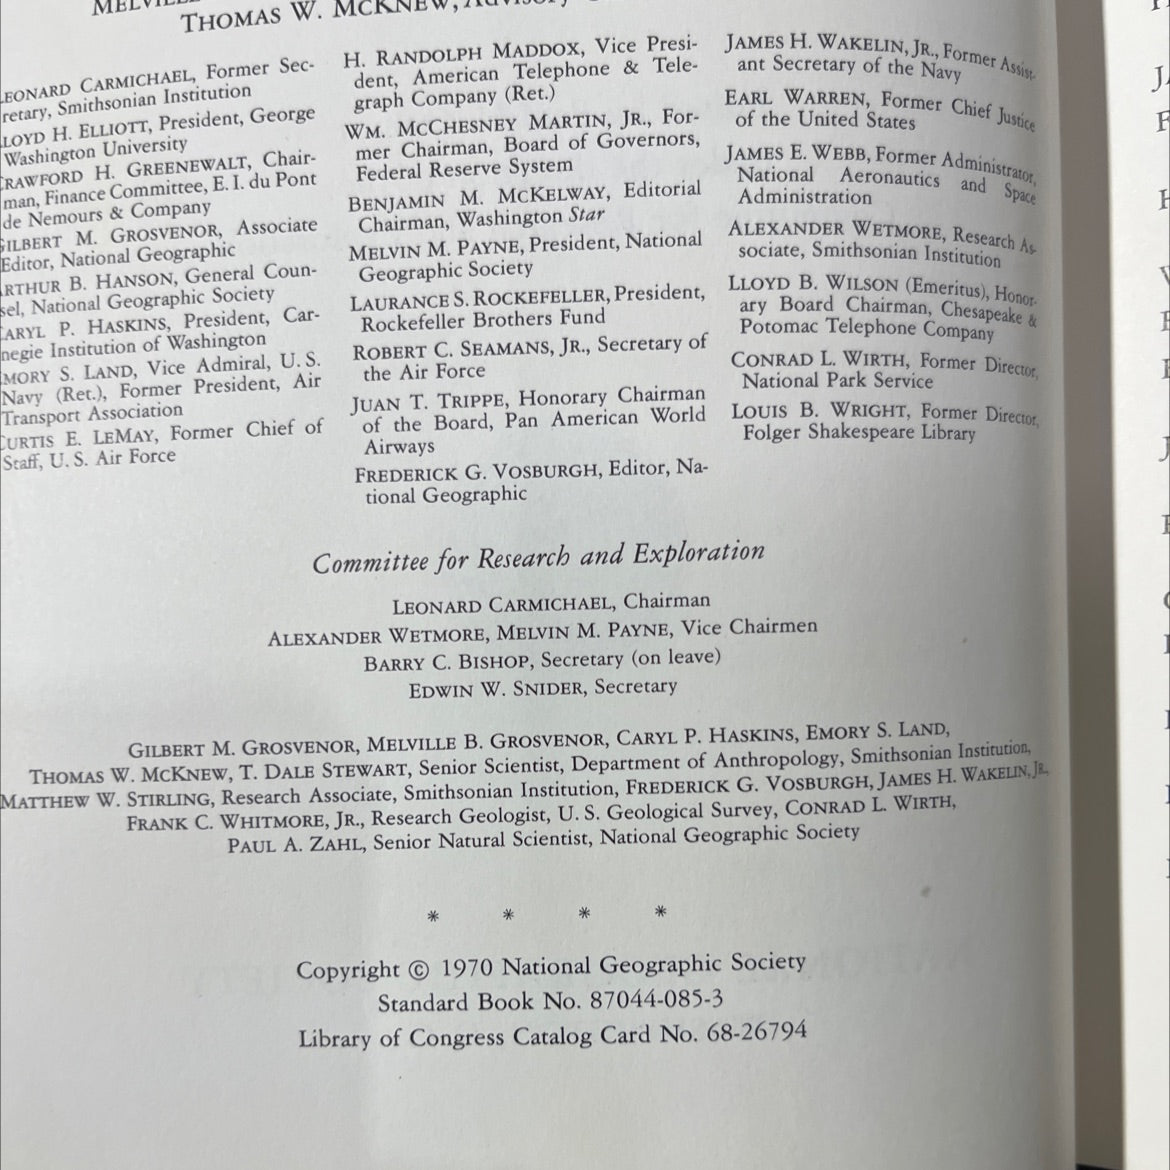 THOMAS W. MCKNEW,
EONARD CARMICHAEL, Former Sec-
retary, Smithsonian Institution
LOYD H. ELLIOTT, President, George
Washington University
RAWFORD H. GREENEWALT, Chair-
man, Finance Committee, E. I. du Pont
de Nemours & Company
GILBERT M. GROSVENOR, Associate
Editor, National Geographic
RTHUR B. HANSON, General Coun-
sel, National Geographic Society
CARYL P. HASKINS, President, Car-
negie Institution of Washington
MORY S. LAND, Vice Admiral, U. S.
Navy (Ret.), Former President, Air
Transport Association
CURTIS E. LEMAY, Former Chief of
Staff, U. S. Air Force
H. RANDOLPH MADDOX, Vice Presi-
dent, American Telephone & Tele-
graph Company (Ret.)
WM. MCCHESNEY MARTIN, JR., For-
mer Chairman, Board of Governors,
Federal Reserve System
BENJAMIN M. MCKELWAY, Editorial
Chairman, Washington Star
MELVIN M. PAYNE, President, National
Geographic Society
LAURANCE S. ROCKEFELLER, President,
Rockefeller Brothers Fund
ROBERT C. SEAMANS, JR., Secretary of
the Air Force
JUAN T. TRIPPE, Honorary Chairman
of the Board, Pan American World
Airways
FREDERICK G. VOSBURGH, Editor, Na-
tional Geographic
JAMES H. WAKELIN, JR., Former Assist-
ant Secretary of the Navy
EARL WARREN, Former Chief Justice
of the United States
JAMES E. WEBB, Former Administrator,
National Aeronautics and Space
Administration
ALEXANDER WETMORE, Research As-
sociate, Smithsonian Institution
LLOYD B. WILSON (Emeritus), Honor-
ary Board Chairman, Chesapeake &
Potomac Telephone Company
CONRAD L. WIRTH, Former Director,
National Park Service
LOUIS B. WRIGHT, Former Director,
Folger Shakespeare Library
Committee for Research and Exploration
LEONARD CARMICHAEL, Chairman
ALEXANDER WETMORE, MELVIN M. PAYNE, Vice Chairmen
BARRY C. BISHOP, Secretary (on leave)
EDWIN W. SNIDER, Secretary
GILBERT M. GROSVENOR, MELVILLE B. GROSVENOR, CARYL P. HASKINS, EMORY S. LAND,
THOMAS W. MCKNEW, T. DALE STEWART, Senior Scientist, Department of Anthropology, Smithsonian Institution,
MATTHEW W. STIRLING, Research Associate, Smithsonian Institution, FREDERICK G. VOSBURGH, JAMES H. WAKELIN, JR.,
FRANK C. WHITMORE, JR., Research Geologist, U. S. Geological Survey, CONRAD L. WIRTH,
PAUL A. ZAHL, Senior Natural Scientist, National Geographic Society
* * * *
Copyright © 1970 National Geographic Society
Standard Book No. 87044-085-3
Library of Congress Catalog Card No. 68-26794